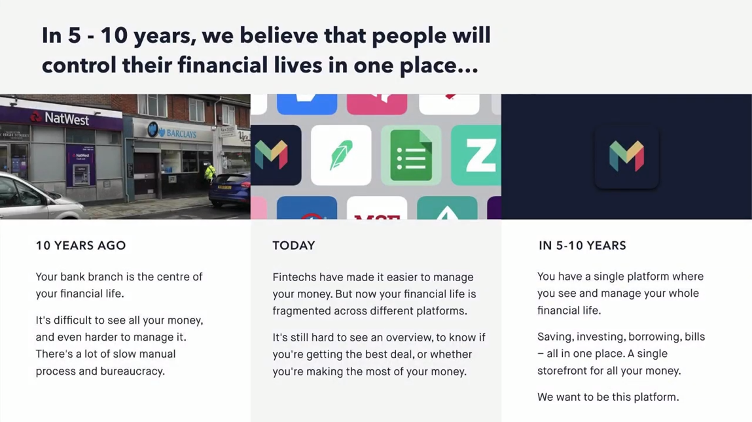 In 5 - 10 years, we believe that people will
control their financial lives in one place…
NatWest
BARCLAYS
10 YEARS AGO
Your bank branch is the centre of
your financial life.
It's difficult to see all your money,
and even harder to manage it.
There's a lot of slow manual
process and bureaucracy.
TODAY
Fintechs have made it easier to manage
your money. But now your financial life is
fragmented across different platforms.
It's still hard to see an overview, to know if
you're getting the best deal, or whether
you're making the most of your money.
IN 5-10 YEARS
You have a single platform where
you see and manage your whole
financial life.
Saving, investing, borrowing, bills
– all in one place. A single
storefront for all your money.
We want to be this platform.